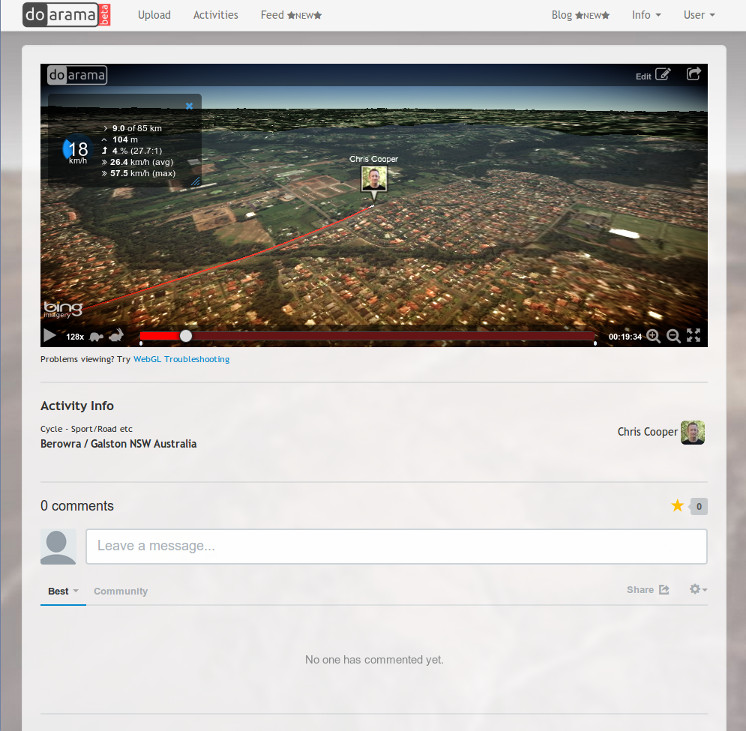 doarama beta Upload Activities Feed ★NEW★ Blog ★NEW★ Info User
doarama Edit
9.0 of 85 km
104 m
18 km/h
4 % (27.7:1)
26.4 km/h (avg)
57.5 km/h (max)
Chris Cooper
bing
imagery
128x 00:19:34
Problems viewing? Try WebGL Troubleshooting
Activity Info
Cycle - Sport/Road etc
Chris Cooper
Berowra / Galston NSW Australia
0 comments 0
Leave a message...
Best Community Share
No one has commented yet.